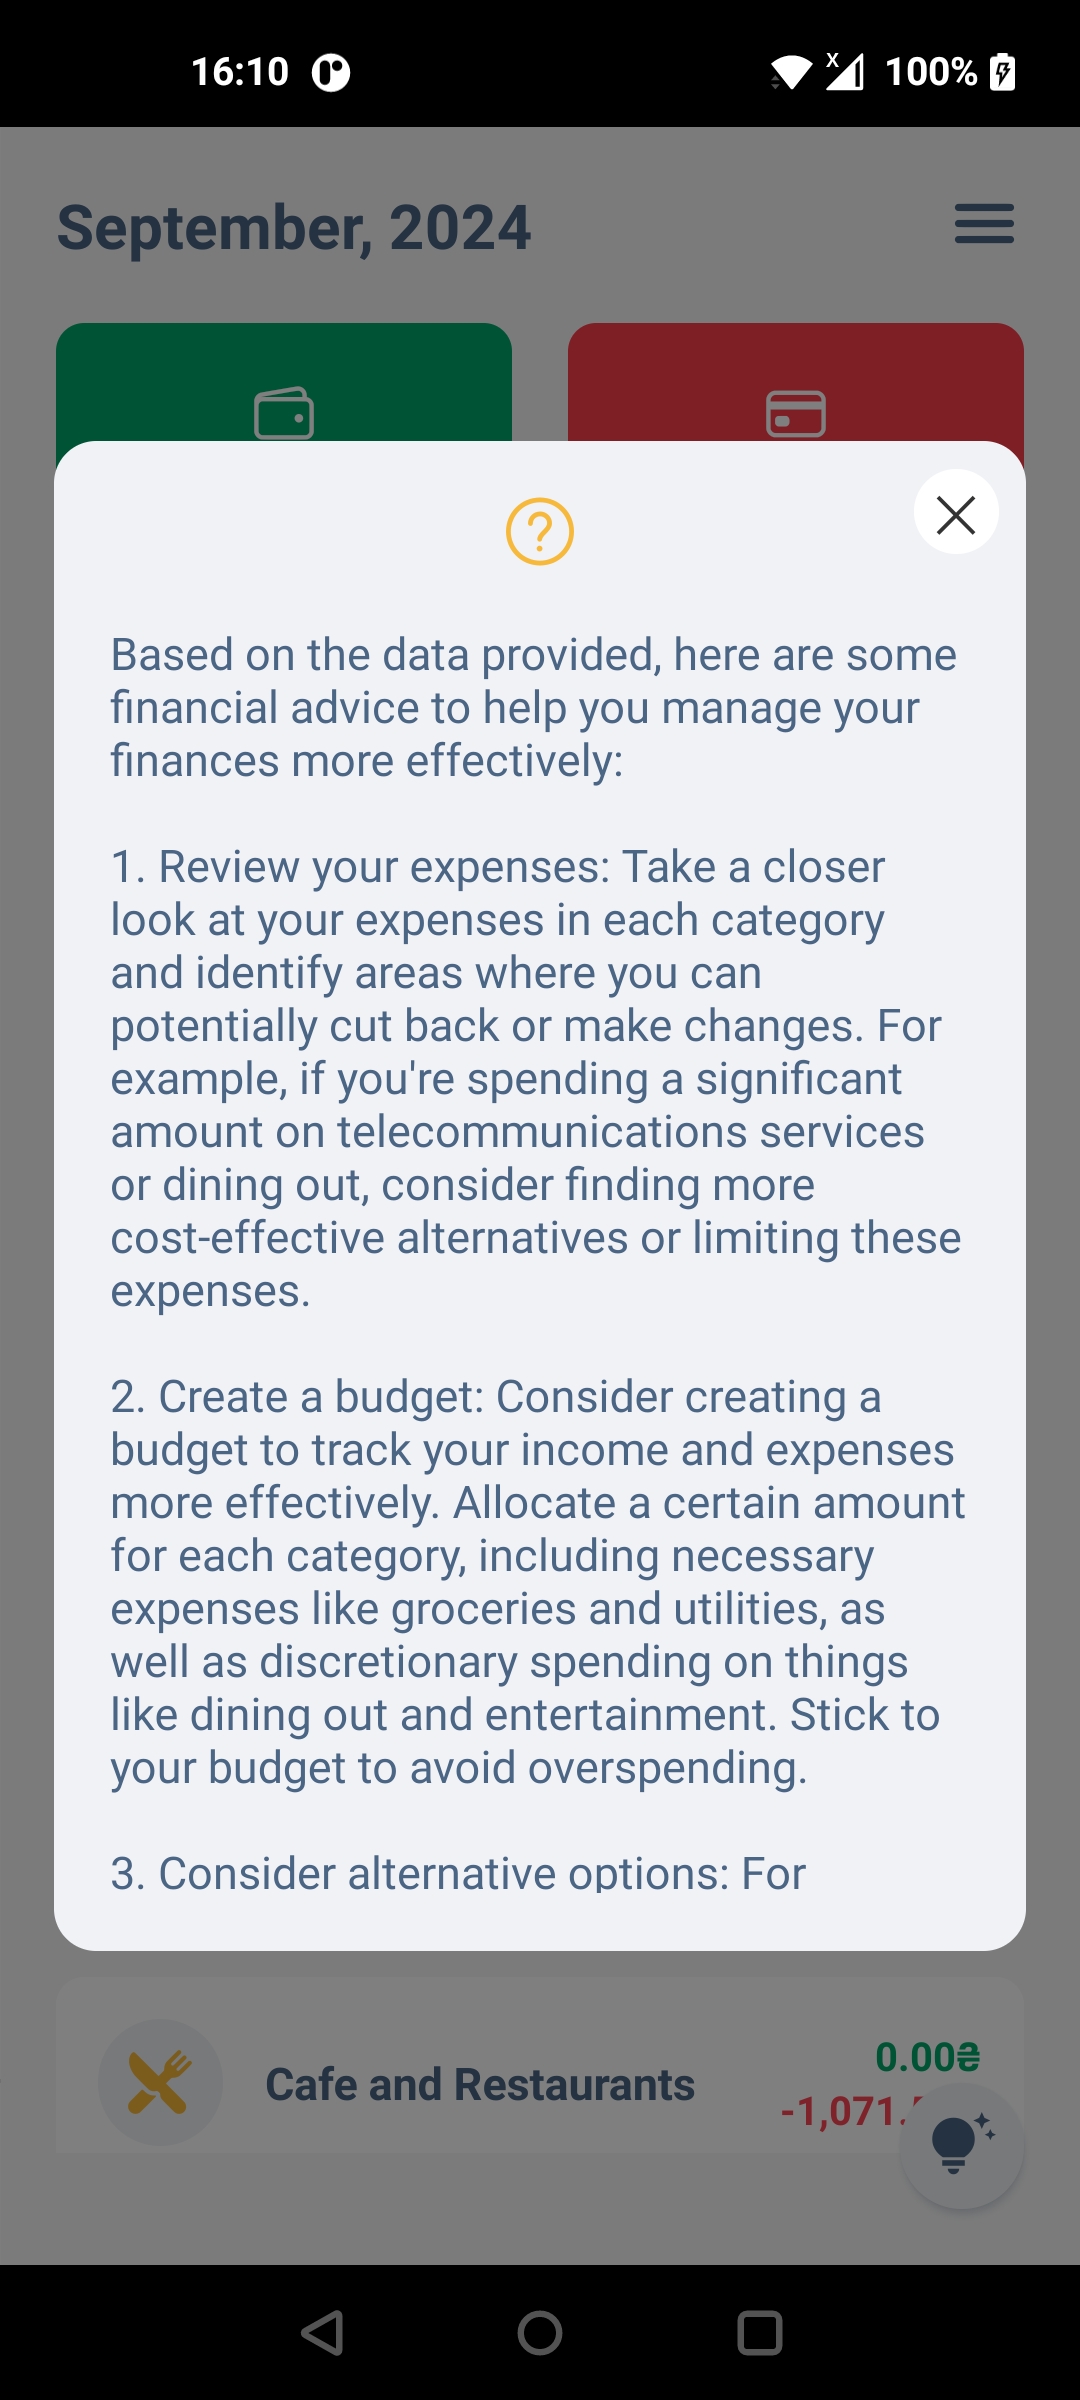 16:10
X
100%
September, 2024
Based on the data provided, here are some
financial advice to help you manage your
finances more effectively:
1. Review your expenses: Take a closer
look at your expenses in each category
and identify areas where you can
potentially cut back or make changes. For
example, if you're spending a significant
amount on telecommunications services
or dining out, consider finding more
cost-effective alternatives or limiting these
expenses.
2. Create a budget: Consider creating a
budget to track your income and expenses
more effectively. Allocate a certain amount
for each category, including necessary
expenses like groceries and utilities, as
well as discretionary spending on things
like dining out and entertainment. Stick to
your budget to avoid overspending.
3. Consider alternative options: For
0.00₴
Cafe and Restaurants
-1,071.